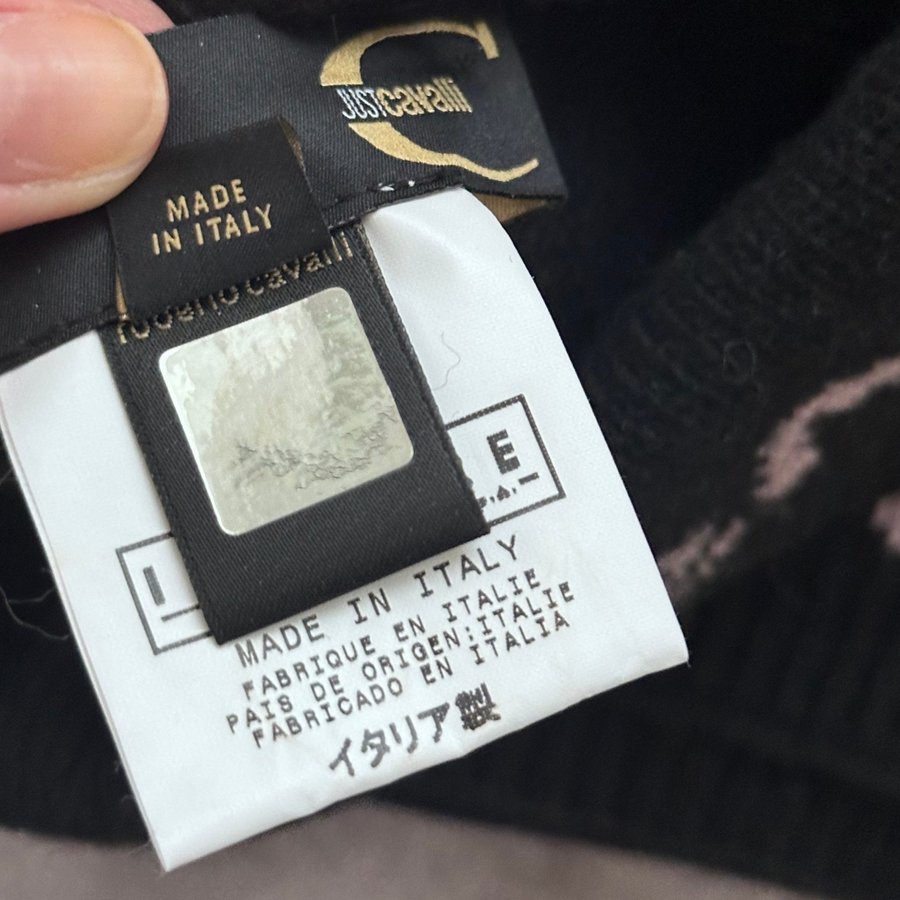 JUST cavalli
MADE
IN ITALY
cavalli
I
E
MADE IN ITALY
FABRIQUE EN ITALIE
PAIS DE ORIGEN:ITALIE
FABRICADO EN ITALIA
イタリア製